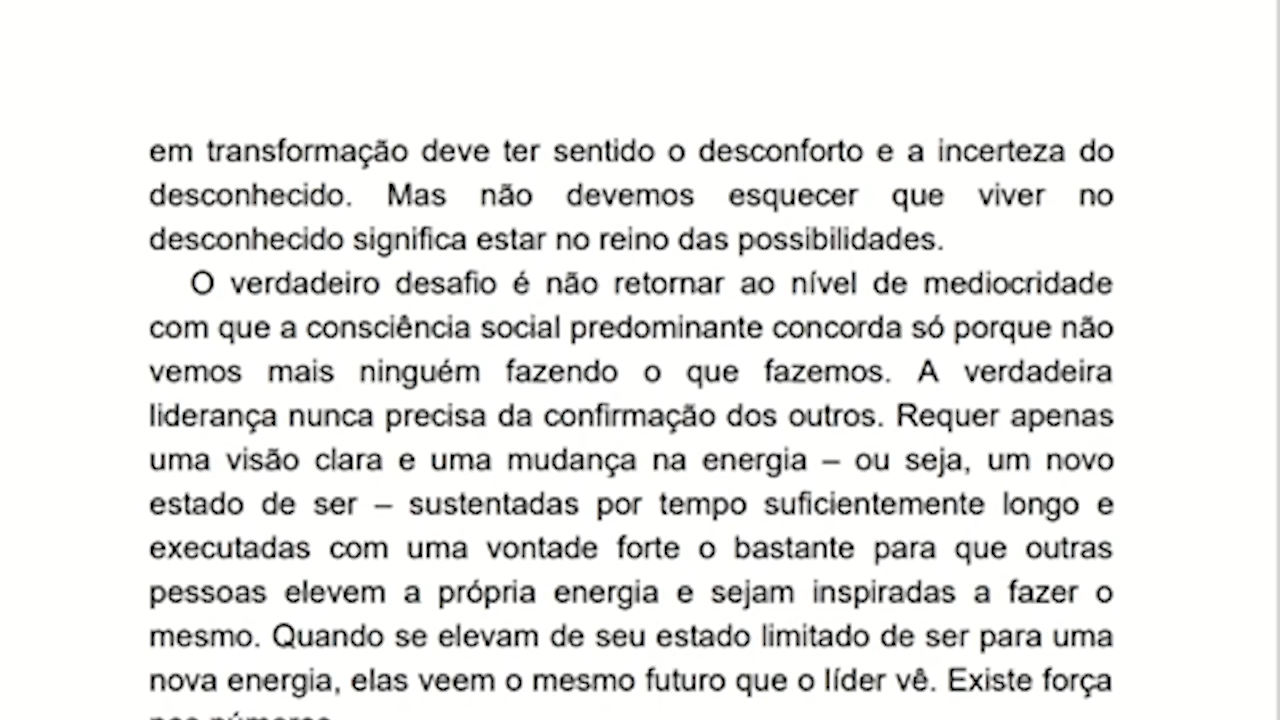 em transformação deve ter sentido o desconforto e a incerteza do
desconhecido. Mas não devemos esquecer que viver no
desconhecido significa estar no reino das possibilidades.
O verdadeiro desafio é não retornar ao nível de mediocridade
com que a consciência social predominante concorda só porque não
vemos mais ninguém fazendo o que fazemos. A verdadeira
liderança nunca precisa da confirmação dos outros. Requer apenas
uma visão clara e uma mudança na energia – ou seja, um novo
estado de ser – sustentadas por tempo suficientemente longo e
executadas com uma vontade forte o bastante para que outras
pessoas elevem a própria energia e sejam inspiradas a fazer o
mesmo. Quando se elevam de seu estado limitado de ser para uma
nova energia, elas veem o mesmo futuro que o líder vê. Existe força